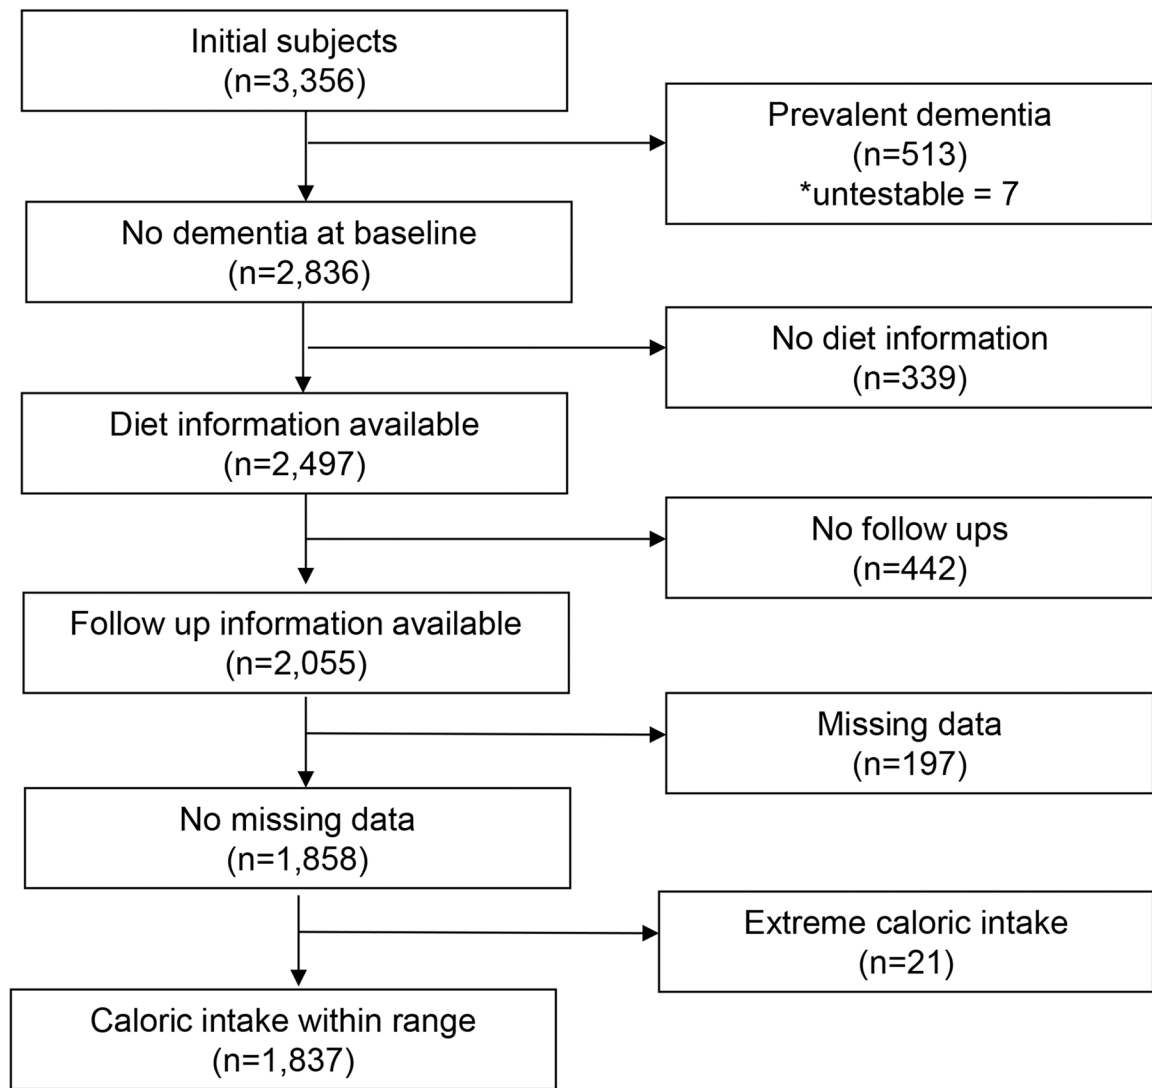 Initial subjects
(n=3,356)
Prevalent dementia
(n=513)
*untestable = 7
No dementia at baseline
(n=2,836)
No diet information
(n=339)
Diet information available
(n=2,497)
No follow ups
(n=442)
Follow up information available
(n=2,055)
Missing data
(n=197)
No missing data
(n=1,858)
Extreme caloric intake
(n=21)
Caloric intake within range
(n=1,837)